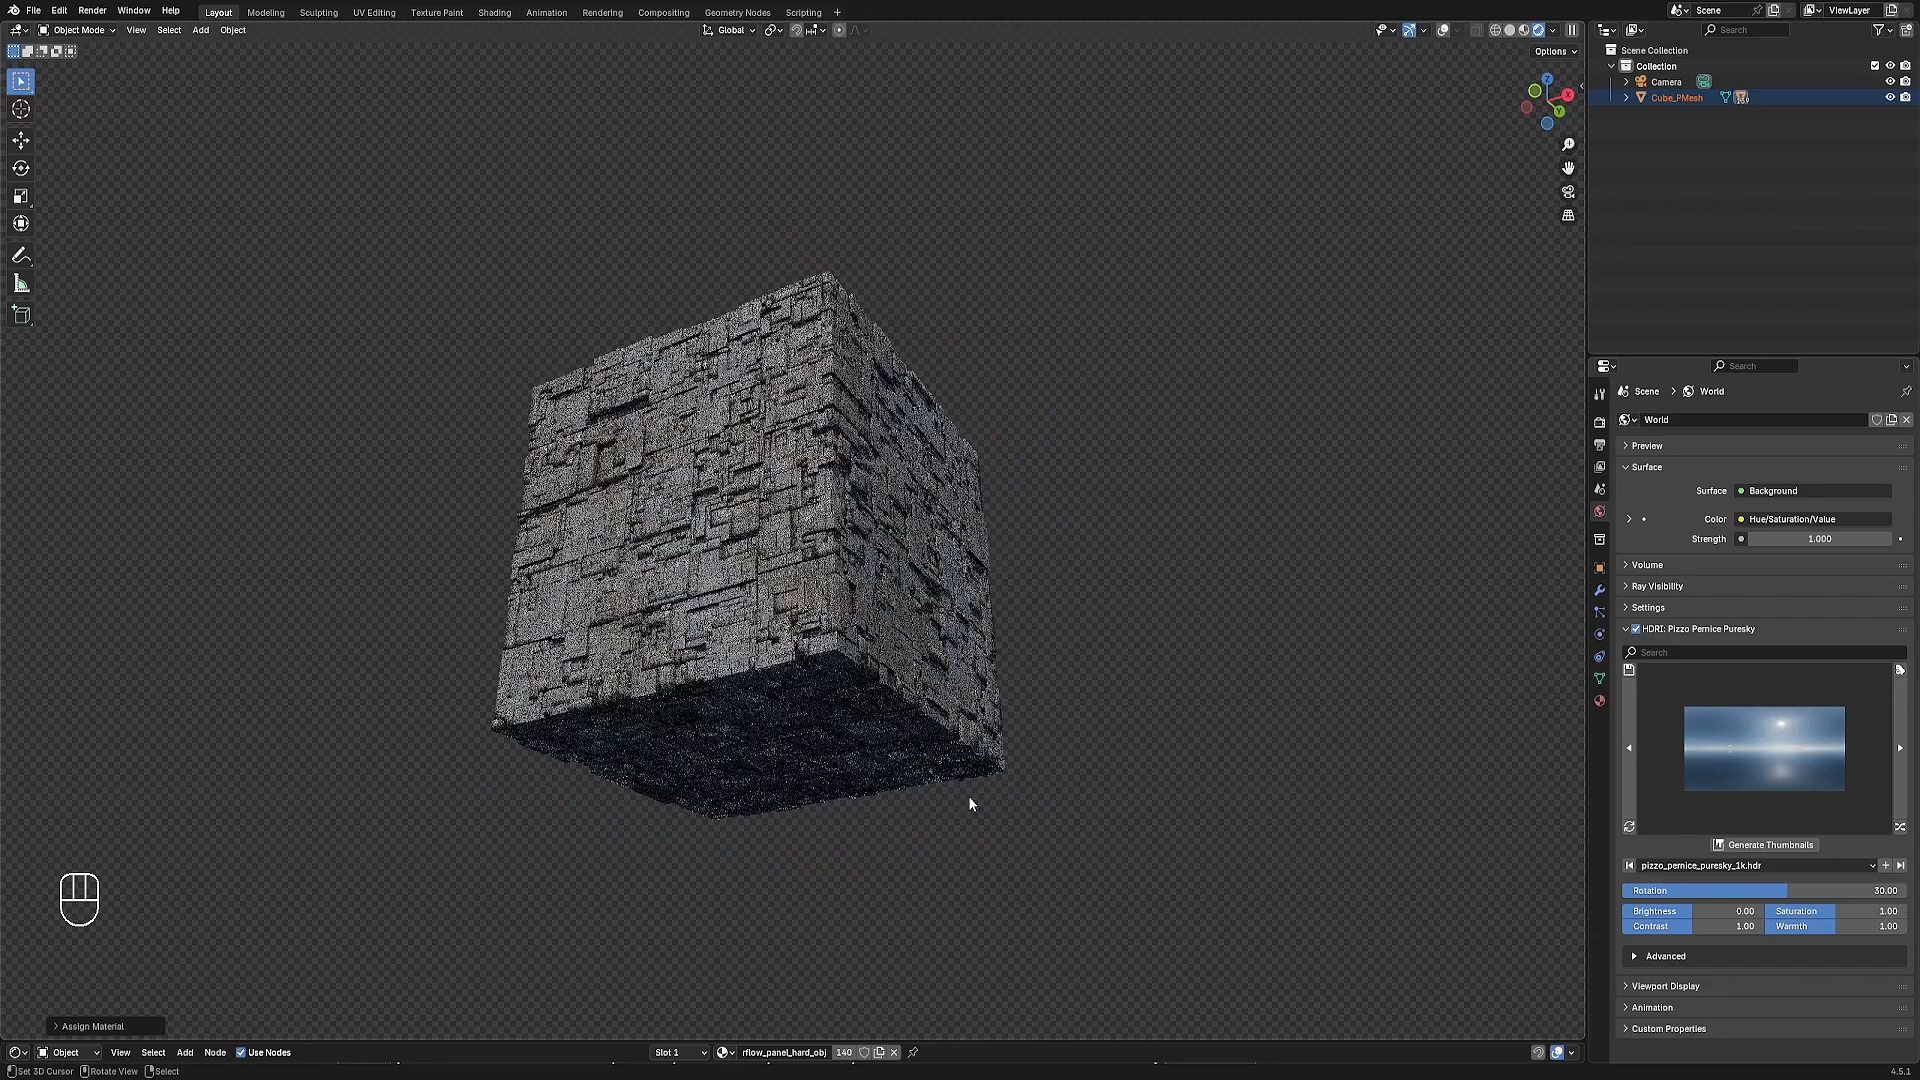 File Edit Render Window Help Layout Modeling Sculpting UV Editing Texture Paint Shading Animation Rendering Compositing Geometry Nodes Scripting + Scene ViewLayer
Object Mode View Select Add Object Global Search
Options
Scene Collection
Collection
Camera
Cube_PMesh
Z
X
Y
Search
Scene > World
World
Preview
Surface
Surface Background
Color Hue/Saturation/Value
Strength 1.000
Volume
Ray Visibility
Settings
HDRI: Pizzo Pernice Puresky
Search
Generate Thumbnails
pizzo_pernice_puresky_1k.hdr
Rotation 30.00
Brightness 0.00 Saturation 1.00
Contrast 1.00 Warmth 1.00
Advanced
Viewport Display
Animation
Custom Properties
Assign Material
Object View Select Add Node Use Nodes Slot 1 rflow_panel_hard_obj 140
Set 3D Cursor Rotate View Select 4.5.1